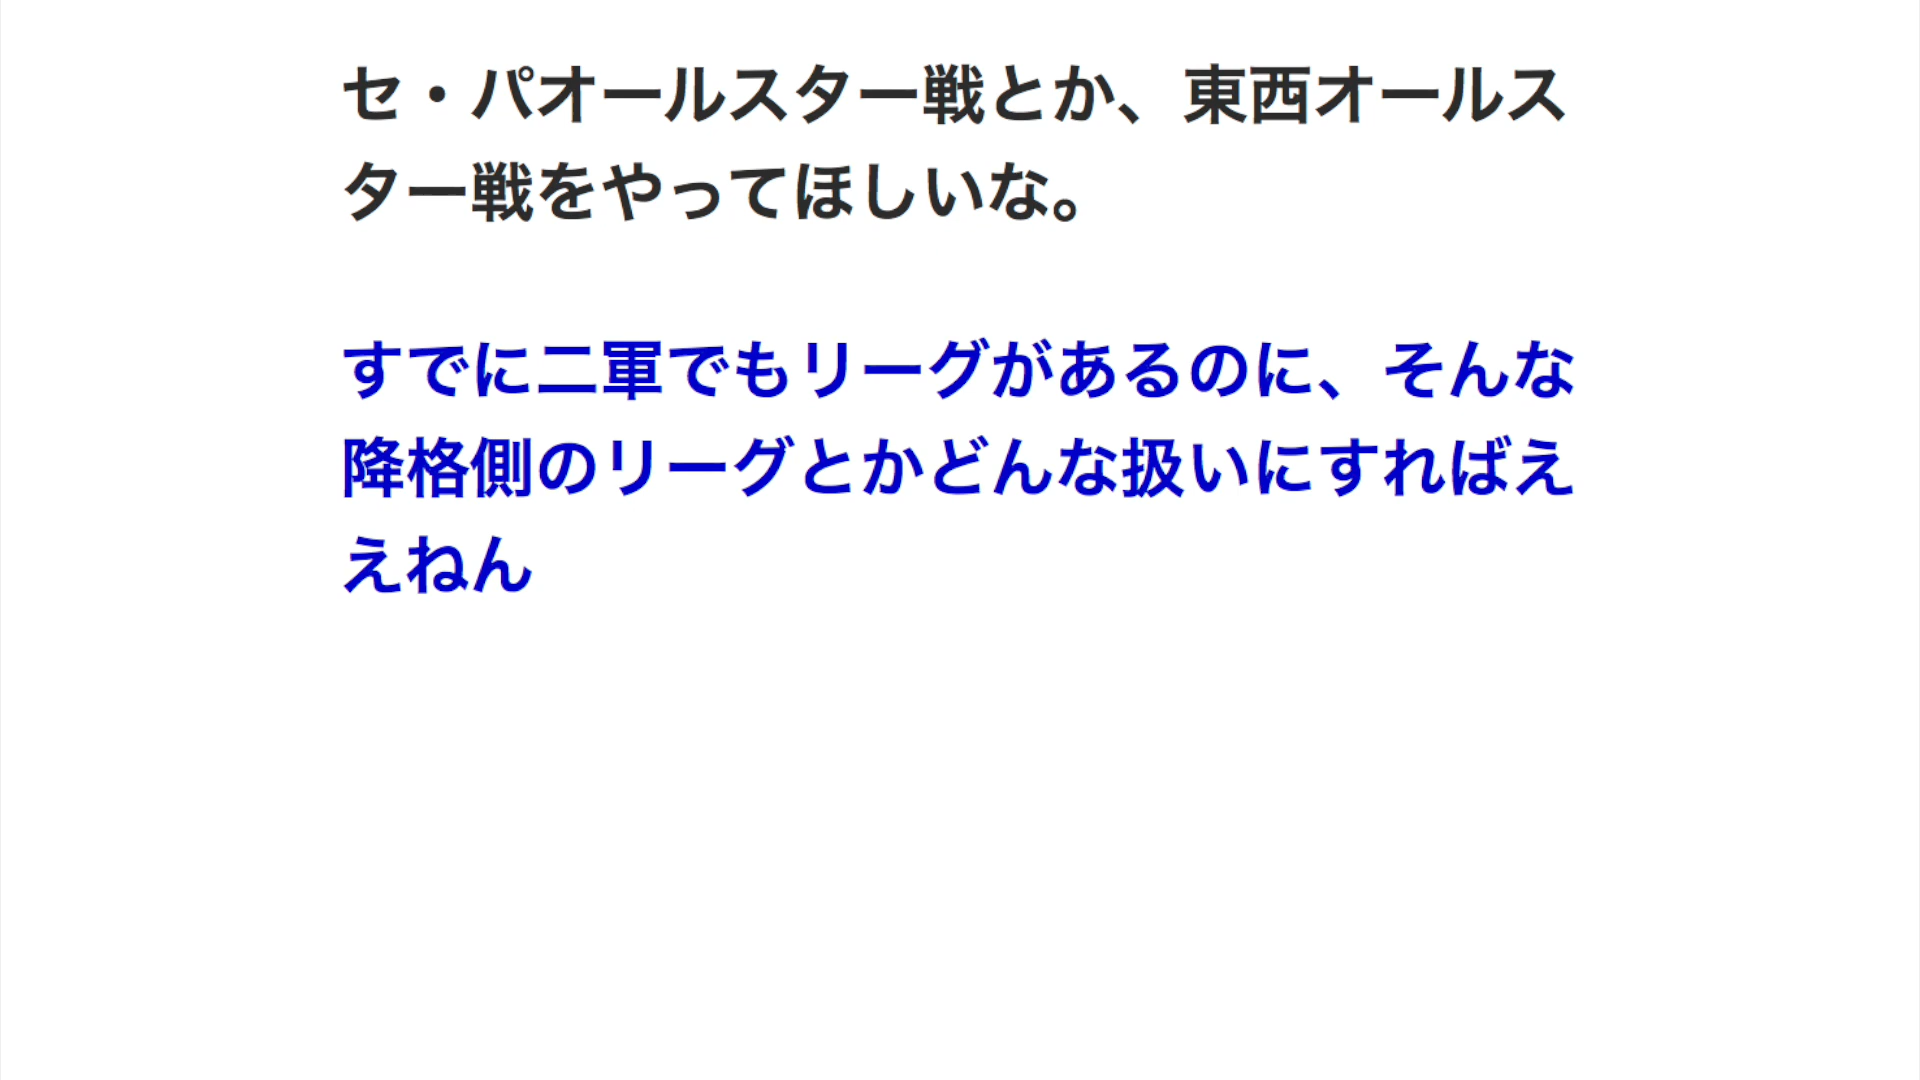 セ・パオールスター戦とか、東西オールス
ター戦をやってほしいな。
すでに二軍でもリーグがあるのに、そんな
降格側のリーグとかどんな扱いにすればえ
えねん